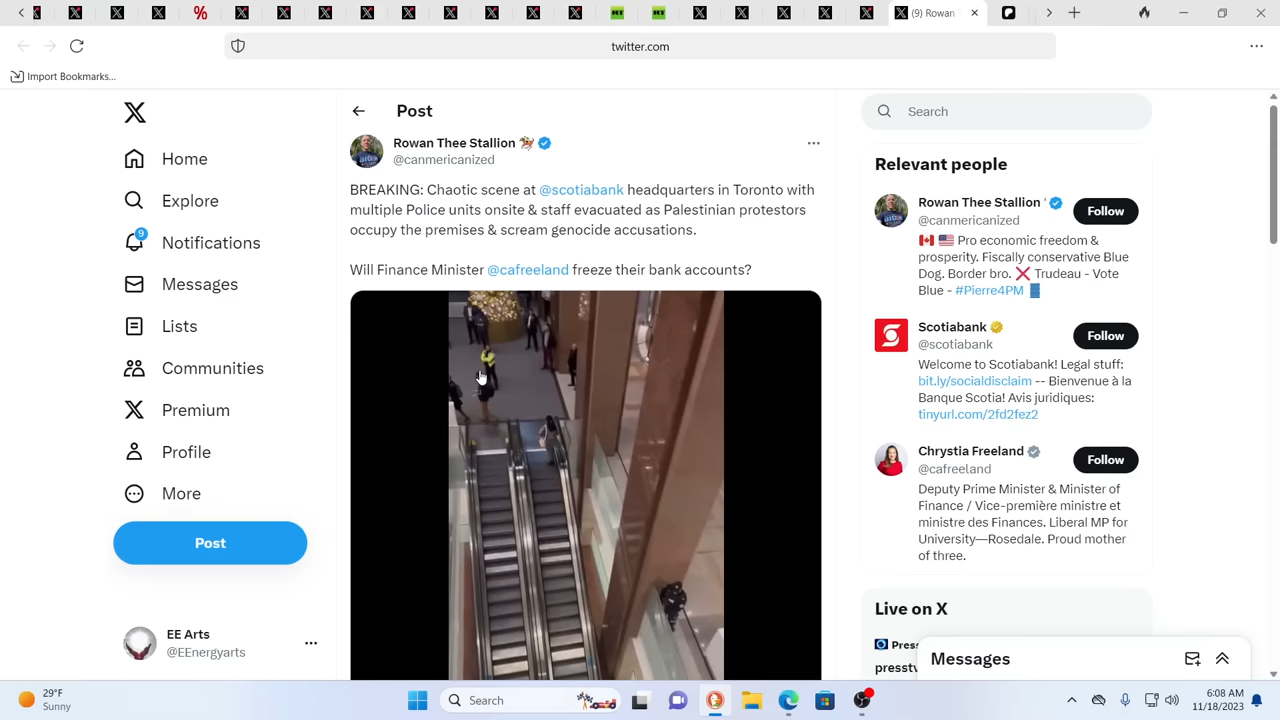 (9) Rowan
twitter.com
Import Bookmarks...
Home
Explore
9
Notifications
Messages
Lists
Communities
Premium
Profile
More
Post
EE Arts
@EEnergyarts
Post
Rowan Thee Stallion
@canmericanized
BREAKING: Chaotic scene at @scotiabank headquarters in Toronto with
multiple Police units onsite & staff evacuated as Palestinian protestors
occupy the premises & scream genocide accusations.
Will Finance Minister @cafreeland freeze their bank accounts?
Search
Relevant people
Rowan Thee Stallion
@canmericanized
Follow
Pro economic freedom &
prosperity. Fiscally conservative Blue
Dog. Border bro. ❌ Trudeau - Vote
Blue - #Pierre4PM
Scotiabank
@scotiabank
Follow
Welcome to Scotiabank! Legal stuff:
bit.ly/socialdisclaim -- Bienvenue à la
Banque Scotia! Avis juridiques:
tinyurl.com/2fd2fez2
Chrystia Freeland
@cafreeland
Follow
Deputy Prime Minister & Minister of
Finance / Vice-première ministre et
ministre des Finances. Liberal MP for
University—Rosedale. Proud mother
of three.
Live on X
Press
presstv
Messages
29°F
Sunny
Search
6:08 AM
11/18/2023